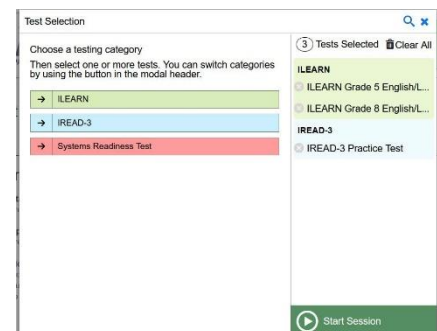 Test Selection
Choose a testing category
Then select one or more tests. You can switch categories
by using the button in the modal header.
ILEARN
IREAD-3
Systems Readiness Test
3 Tests Selected Clear All
ILEARN
ILEARN Grade 5 English/L...
ILEARN Grade 8 English/L...
IREAD-3
IREAD-3 Practice Test
Start Session